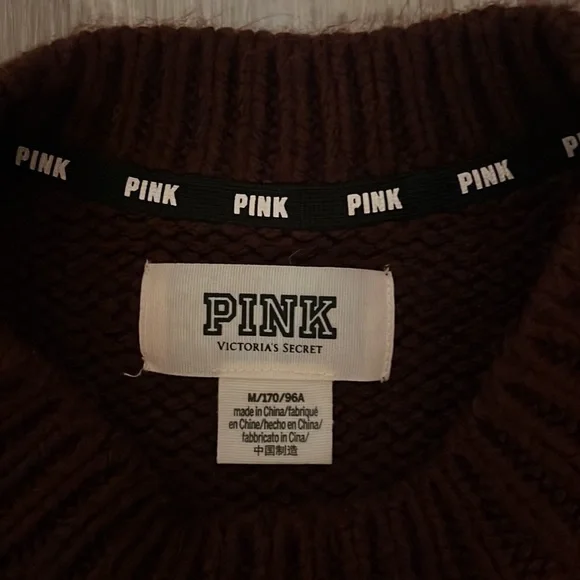 PINK PINK PINK PINK PINK
PINK
VICTORIA'S SECRET
M/170/96A
made in China/fabriqué
en Chine/hecho en China/
fabbricato in Cina/
中国制造